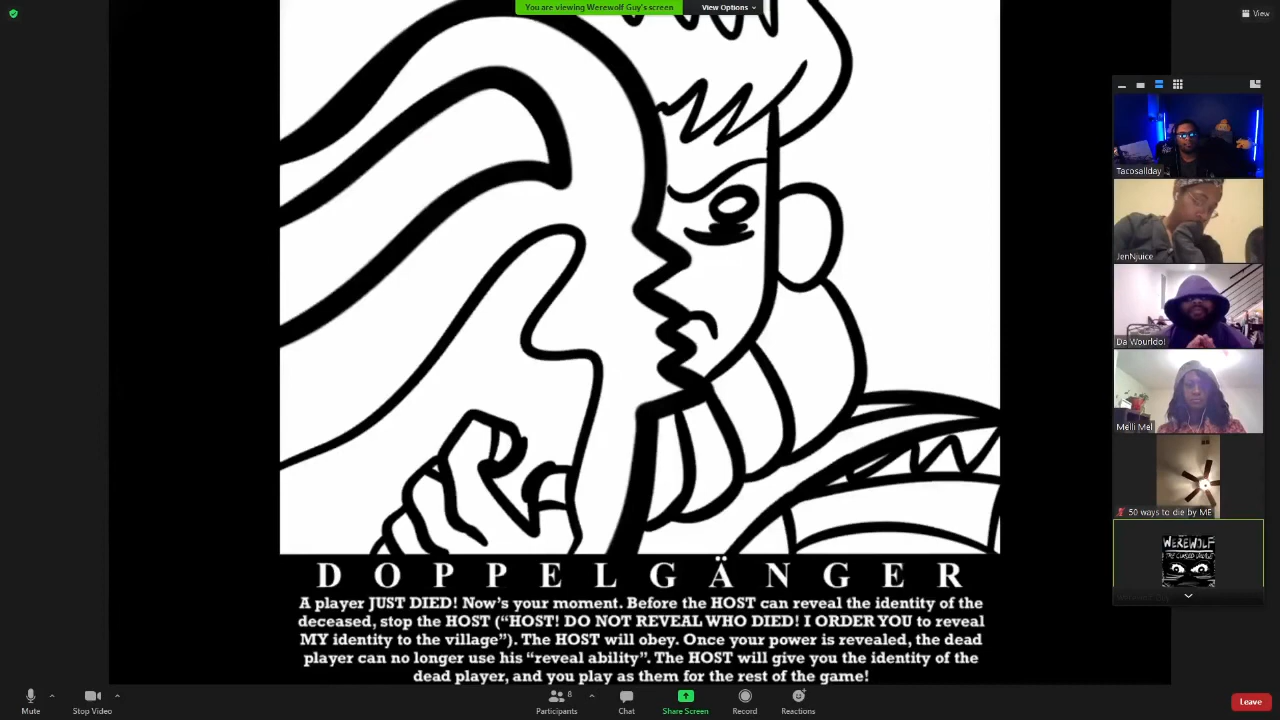 You are viewing Werewolf Guy's screen
View Options
View
Tacosallday
JenNjuice
Da Wourldol
Melli Mel
50 ways to die by ME
WEREWOLF
THE CURSED VILLAGE
DOPPELGÄNGER
A player JUST DIED! Now's your moment. Before the HOST can reveal the identity of the
deceased, stop the HOST ("HOST! DO NOT REVEAL WHO DIED! I ORDER YOU to reveal
MY identity to the village"). The HOST will obey. Once your power is revealed, the dead
player can no longer use his "reveal ability". The HOST will give you the identity of the
dead player, and you play as them for the rest of the game!
Mute
Stop Video
Participants
8
Chat
Share Screen
Record
Reactions
Leave